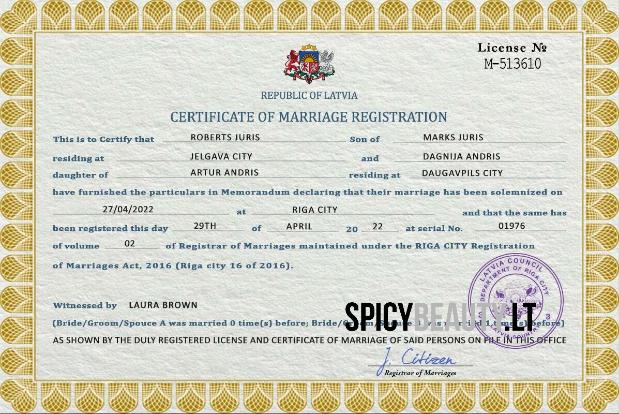 License №
M-513610
REPUBLIC OF LATVIA
CERTIFICATE OF MARRIAGE REGISTRATION
This is to Certify that ROBERTS JURIS Son of MARKS JURIS
residing at JELGAVA CITY and DAGNIJA ANDRIS
daughter of ARTUR ANDRIS residing at DAUGAVPILS CITY
have furnished the particulars in Memorandum declaring that their marriage has been solemnized on
27/04/2022 at RIGA CITY and that the same has
been registered this day 29TH of APRIL 20 22 at serial No. 01976
of volume 02 of Registrar of Marriages maintained under the RIGA CITY Registration
of Marriages Act, 2016 (Riga city 16 of 2016).
LATVIA COUNCIL
DEPARTMENT OF RIGA CITY
3
Witnessed by LAURA BROWN
SPICYBEAUTY.LT
(Bride/Groom/Spouce A was married 0 time(s) before; Bride/ married 1 time(s) before)
AS SHOWN BY THE DULY REGISTERED LICENSE AND CERTIFICATE OF MARRIAGE OF SAID PERSONS ON FILE IN THIS OFFICE
J. Citizen
Registrar of Marriages